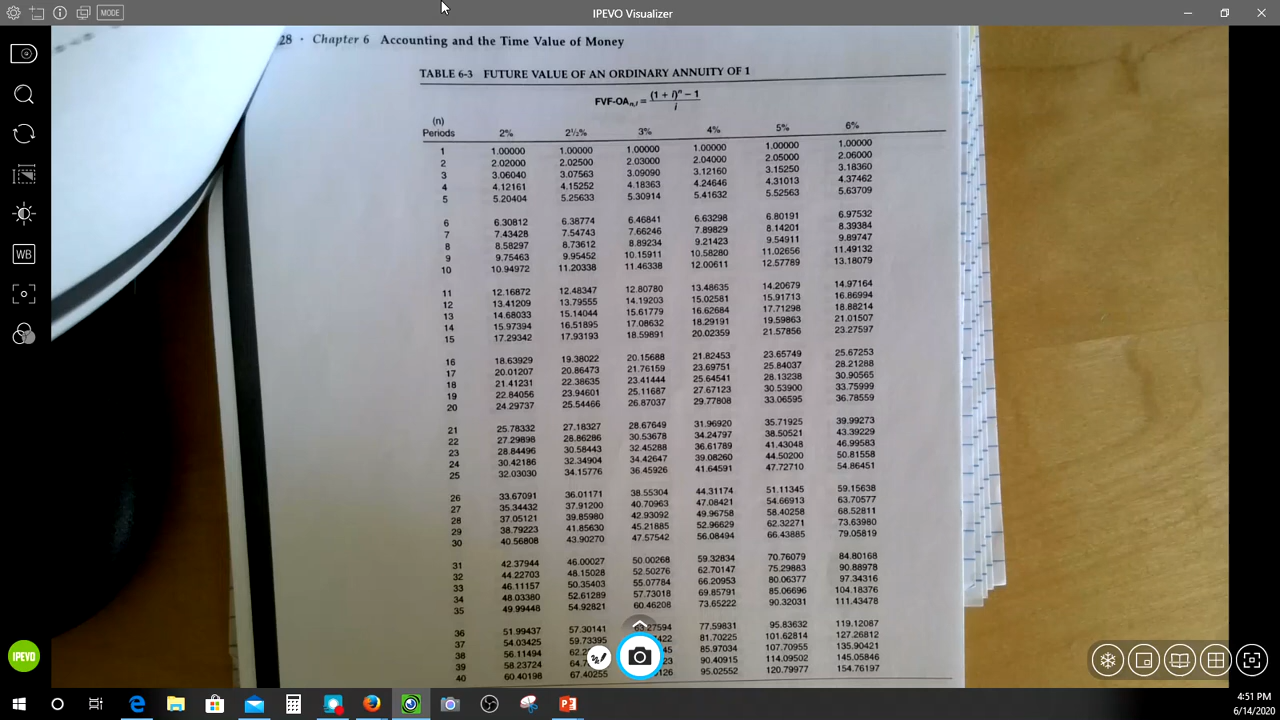 IPEVO Visualizer
MODE
28 • Chapter 6 Accounting and the Time Value of Money
TABLE 6-3 FUTURE VALUE OF AN ORDINARY ANNUITY OF 1
FVF-OAn,i = (1 + i)ⁿ − 1 / i
(n)
Periods 2% 2½% 3% 4% 5% 6%
1 1.00000 1.00000 1.00000 1.00000 1.00000 1.00000
2 2.02000 2.02500 2.03000 2.04000 2.05000 2.06000
3 3.06040 3.07563 3.09090 3.12160 3.15250 3.18360
4 4.12161 4.15252 4.18363 4.24646 4.31013 4.37462
5 5.20404 5.25633 5.30914 5.41632 5.52563 5.63709
6 6.30812 6.38774 6.46841 6.63298 6.80191 6.97532
7 7.43428 7.54743 7.66246 7.89829 8.14201 8.39384
8 8.58297 8.73612 8.89234 9.21423 9.54911 9.89747
9 9.75463 9.95452 10.15911 10.58280 11.02656 11.49132
10 10.94972 11.20338 11.46338 12.00611 12.57789 13.18079
11 12.16872 12.48347 12.80780 13.48635 14.20679 14.97164
12 13.41209 13.79555 14.19203 15.02581 15.91713 16.86994
13 14.68033 15.14044 15.61779 16.62684 17.71298 18.88214
14 15.97394 16.51895 17.08632 18.29191 19.59863 21.01507
15 17.29342 17.93193 18.59891 20.02359 21.57856 23.27597
16 18.63929 19.38022 20.15688 21.82453 23.65749 25.67253
17 20.01207 20.86473 21.76159 23.69751 25.84037 28.21288
18 21.41231 22.38635 23.41444 25.64541 28.13238 30.90565
19 22.84056 23.94601 25.11687 27.67123 30.53900 33.75999
20 24.29737 25.54466 26.87037 29.77808 33.06595 36.78559
21 25.78332 27.18327 28.67649 31.96920 35.71925 39.99273
22 27.29898 28.86286 30.53678 34.24797 38.50521 43.39229
23 28.84496 30.58443 32.45288 36.61789 41.43048 46.99583
24 30.42186 32.34904 34.42647 39.08260 44.50200 50.81558
25 32.03030 34.15776 36.45926 41.64591 47.72710 54.86451
26 33.67091 36.01171 38.55304 44.31174 51.11345 59.15638
27 35.34432 37.91200 40.70963 47.08421 54.66913 63.70577
28 37.05121 39.85980 42.93092 49.96758 58.40258 68.52811
29 38.79223 41.85630 45.21885 52.96629 62.32271 73.63980
30 40.56808 43.90270 47.57542 56.08494 66.43885 79.05819
31 42.37944 46.00027 50.00268 59.32834 70.76079 84.80168
32 44.22703 48.15028 52.50276 62.70147 75.29883 90.88978
33 46.11157 50.35403 55.07784 66.20953 80.06377 97.34316
34 48.03380 52.61289 57.73018 69.85791 85.06696 104.18376
35 49.99448 54.92821 60.46208 73.65222 90.32031 111.43478
36 51.99437 57.30141 63.27594 77.59831 95.83632 119.12087
37 54.03425 59.73395 81.70225 101.62814 127.26812
38 56.11494 85.97034 107.70955 135.90421
39 58.23724 90.40915 114.09502 145.05846
40 60.40198 67.40255 95.02552 120.79977 154.76197
WB
IPEVO
4:51 PM
6/14/2020